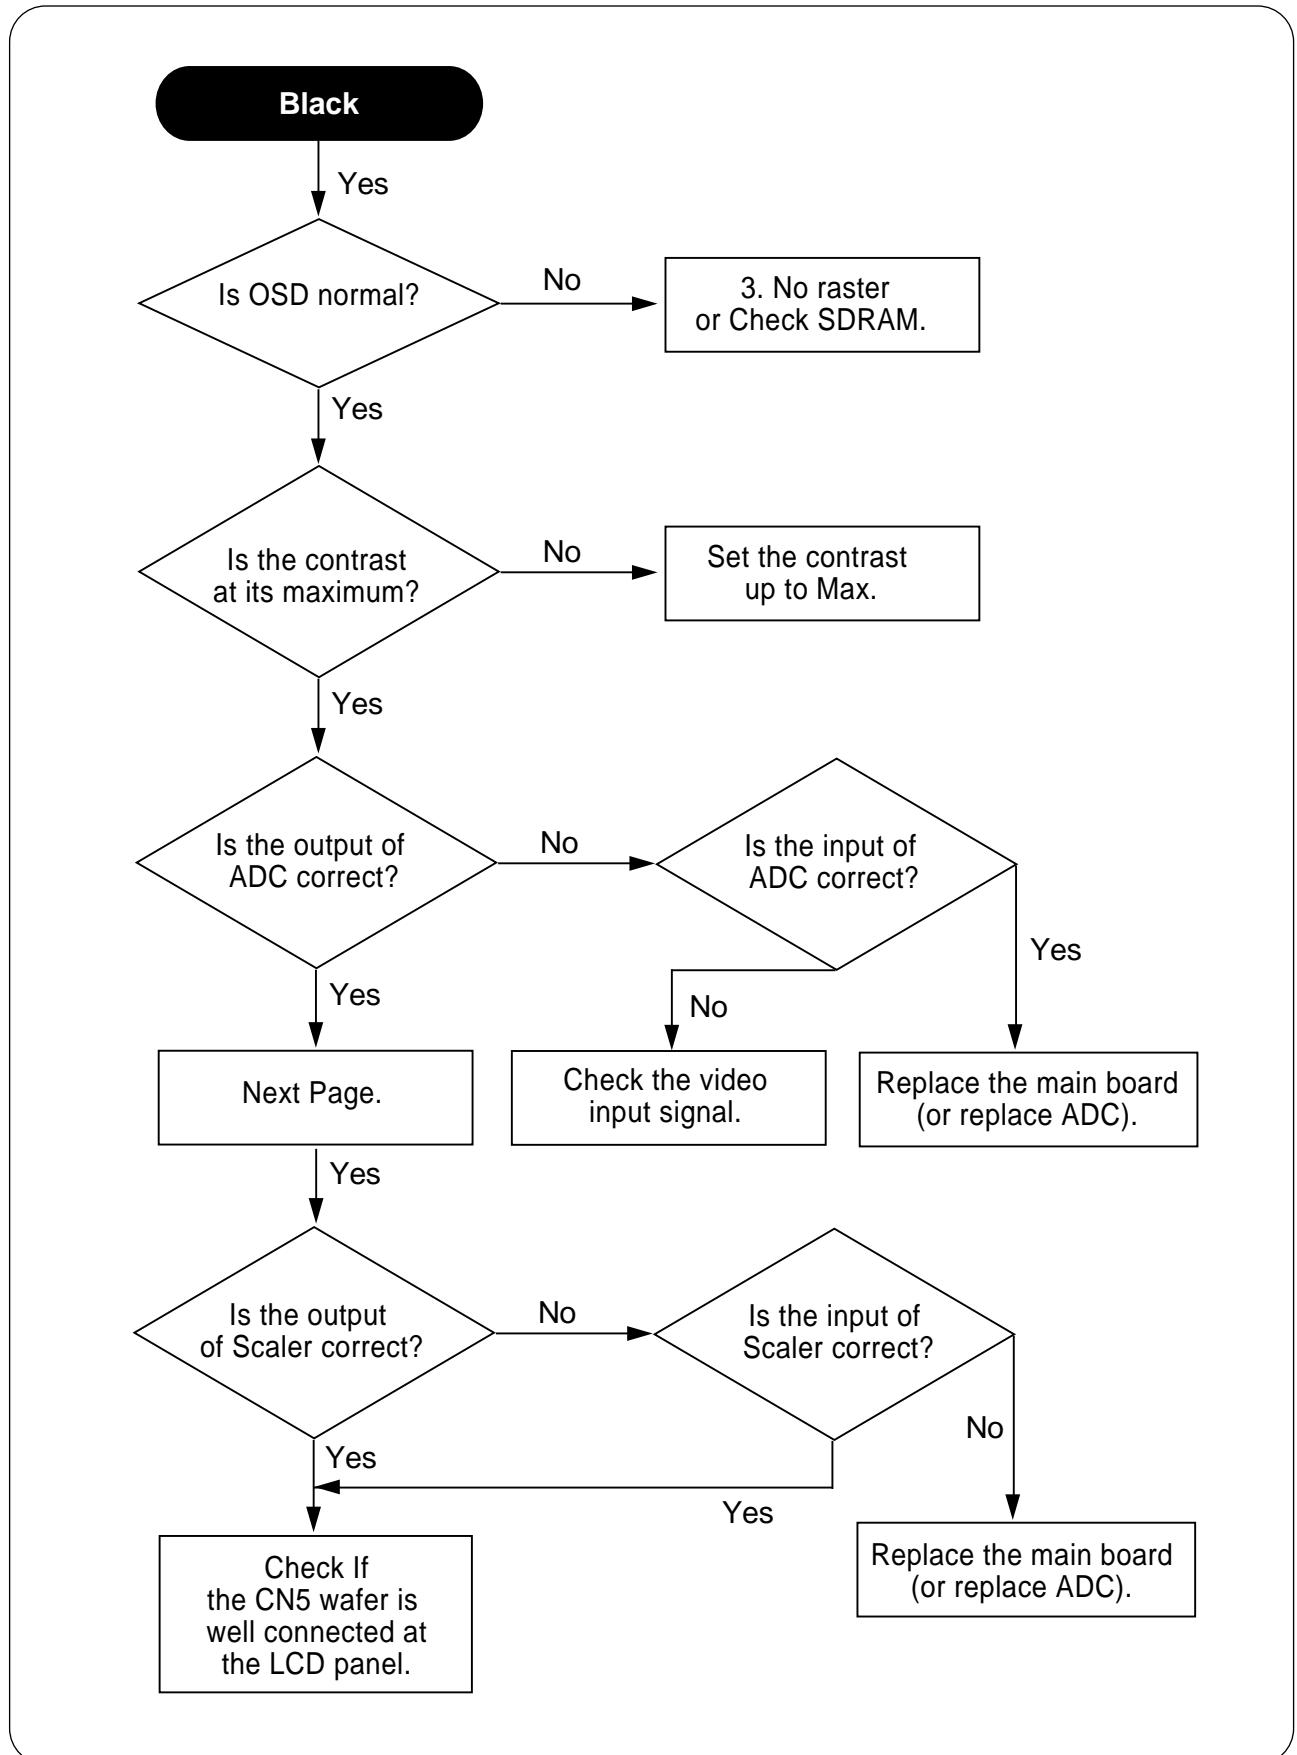 Black
Yes
Is OSD normal?
No
3. No raster
or Check SDRAM.
Yes
Is the contrast
at its maximum?
No
Set the contrast
up to Max.
Yes
Is the output of
ADC correct?
No
Is the input of
ADC correct?
Yes
No
Yes
Next Page.
Check the video
input signal.
Replace the main board
(or replace ADC).
Yes
Is the output
of Scaler correct?
No
Is the input of
Scaler correct?
No
Yes
Yes
Check If
the CN5 wafer is
well connected at
the LCD panel.
Replace the main board
(or replace ADC).